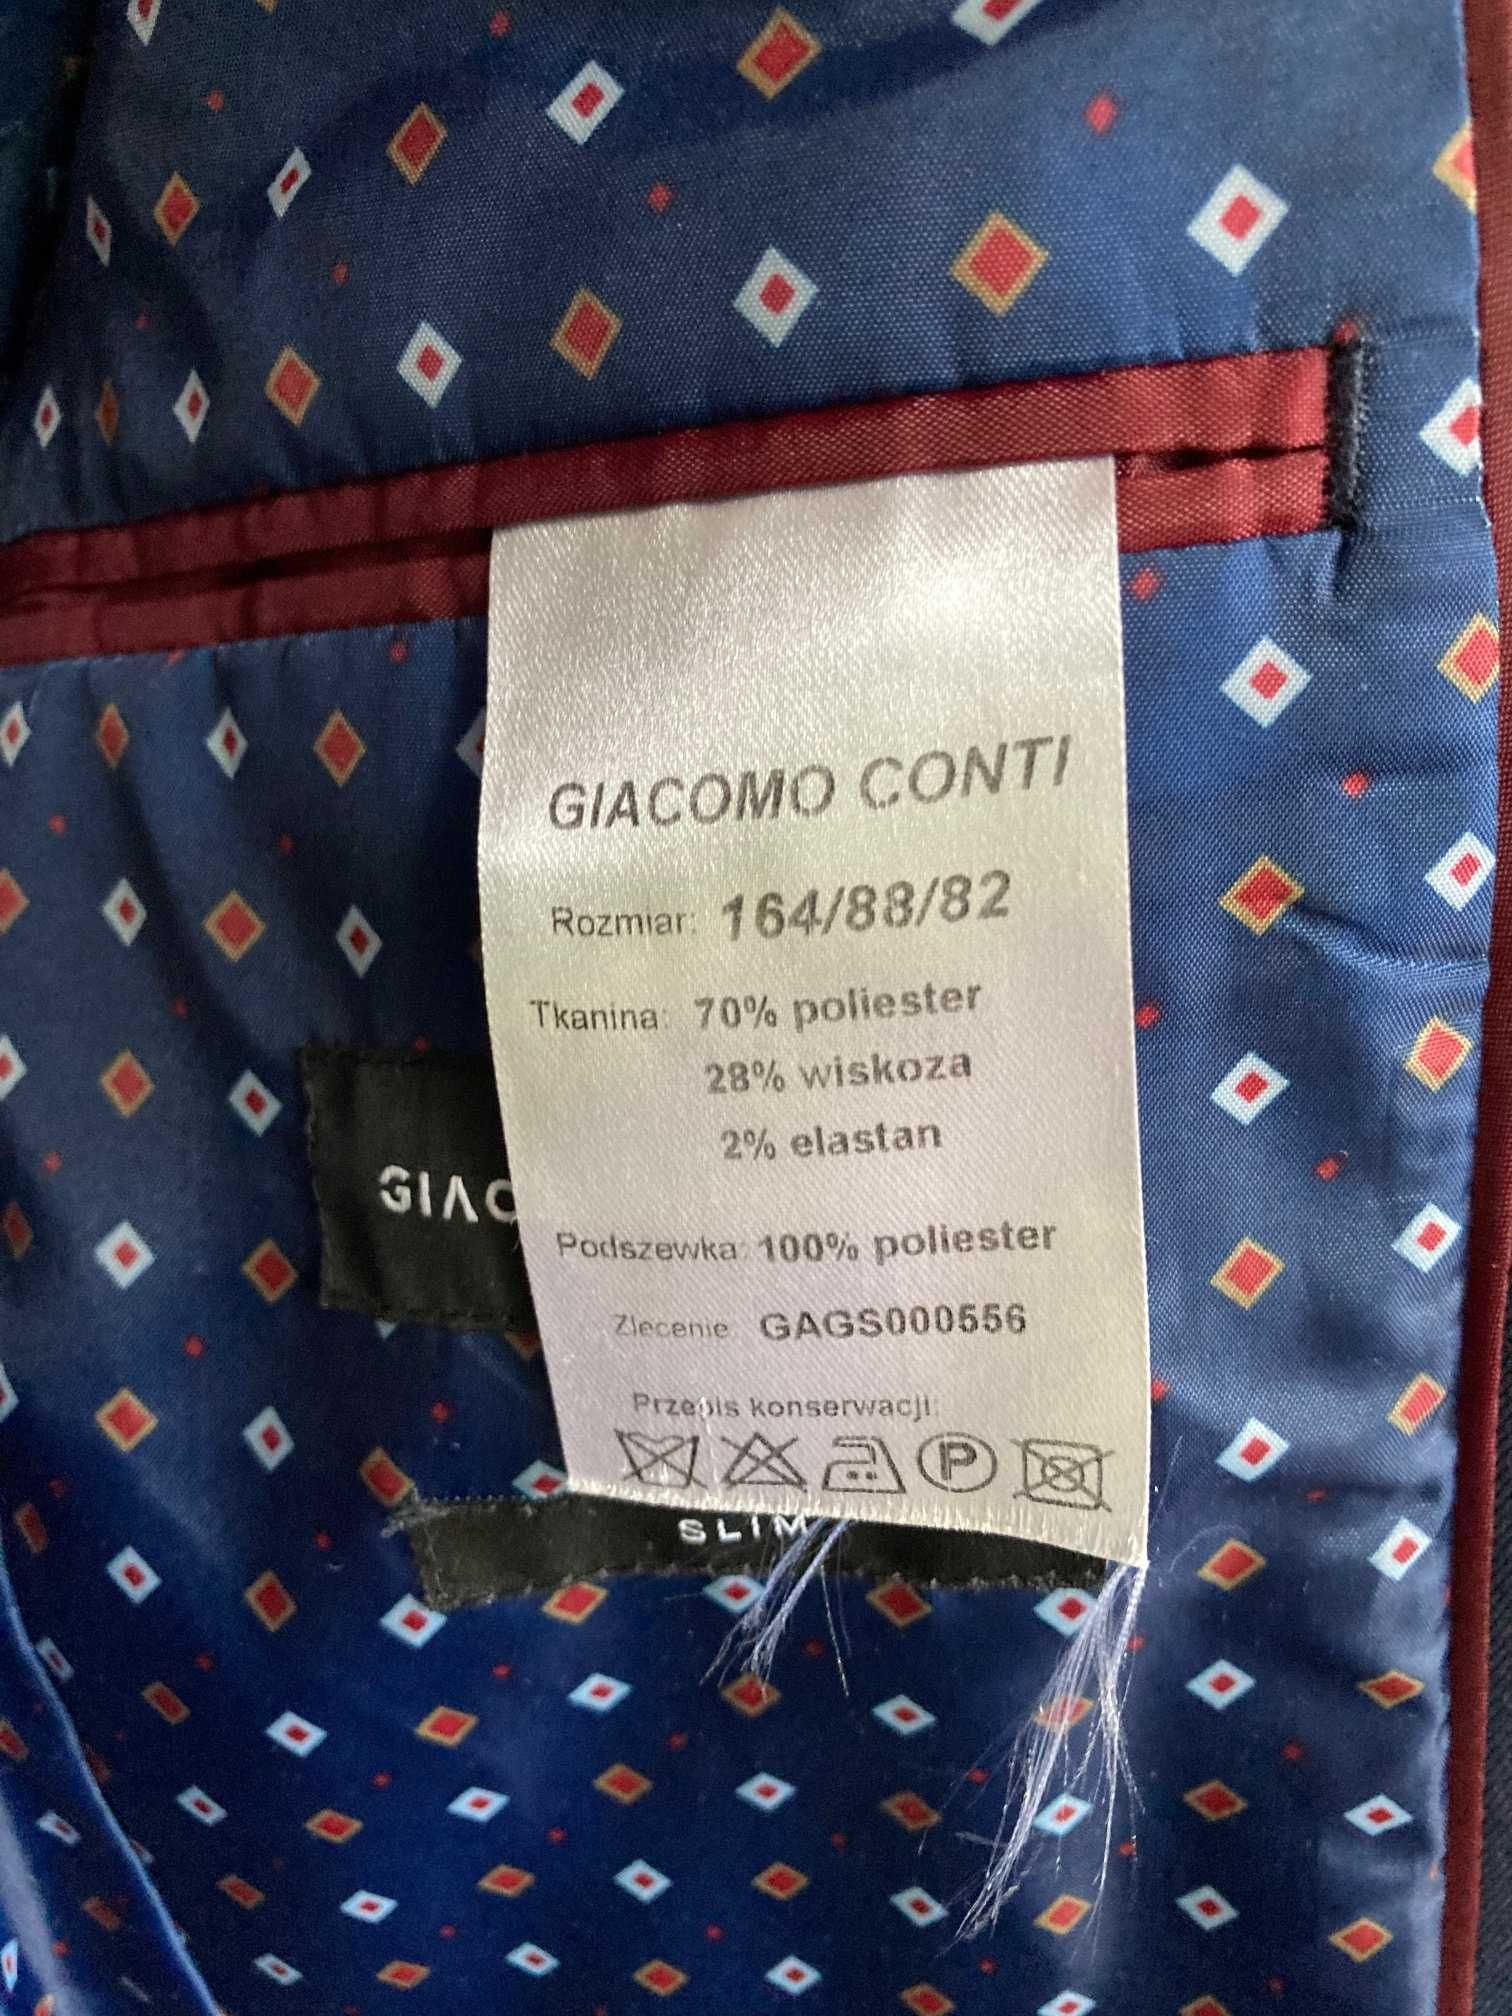 GIACOMO CONTI
Rozmiar: 164/88/82
Tkanina: 70% poliester
28% wiskoza
2% elastan
Podszewka: 100% poliester
Zlecenie: GAGS000556
Przepis konserwacji:
P
GIAC
SLIM